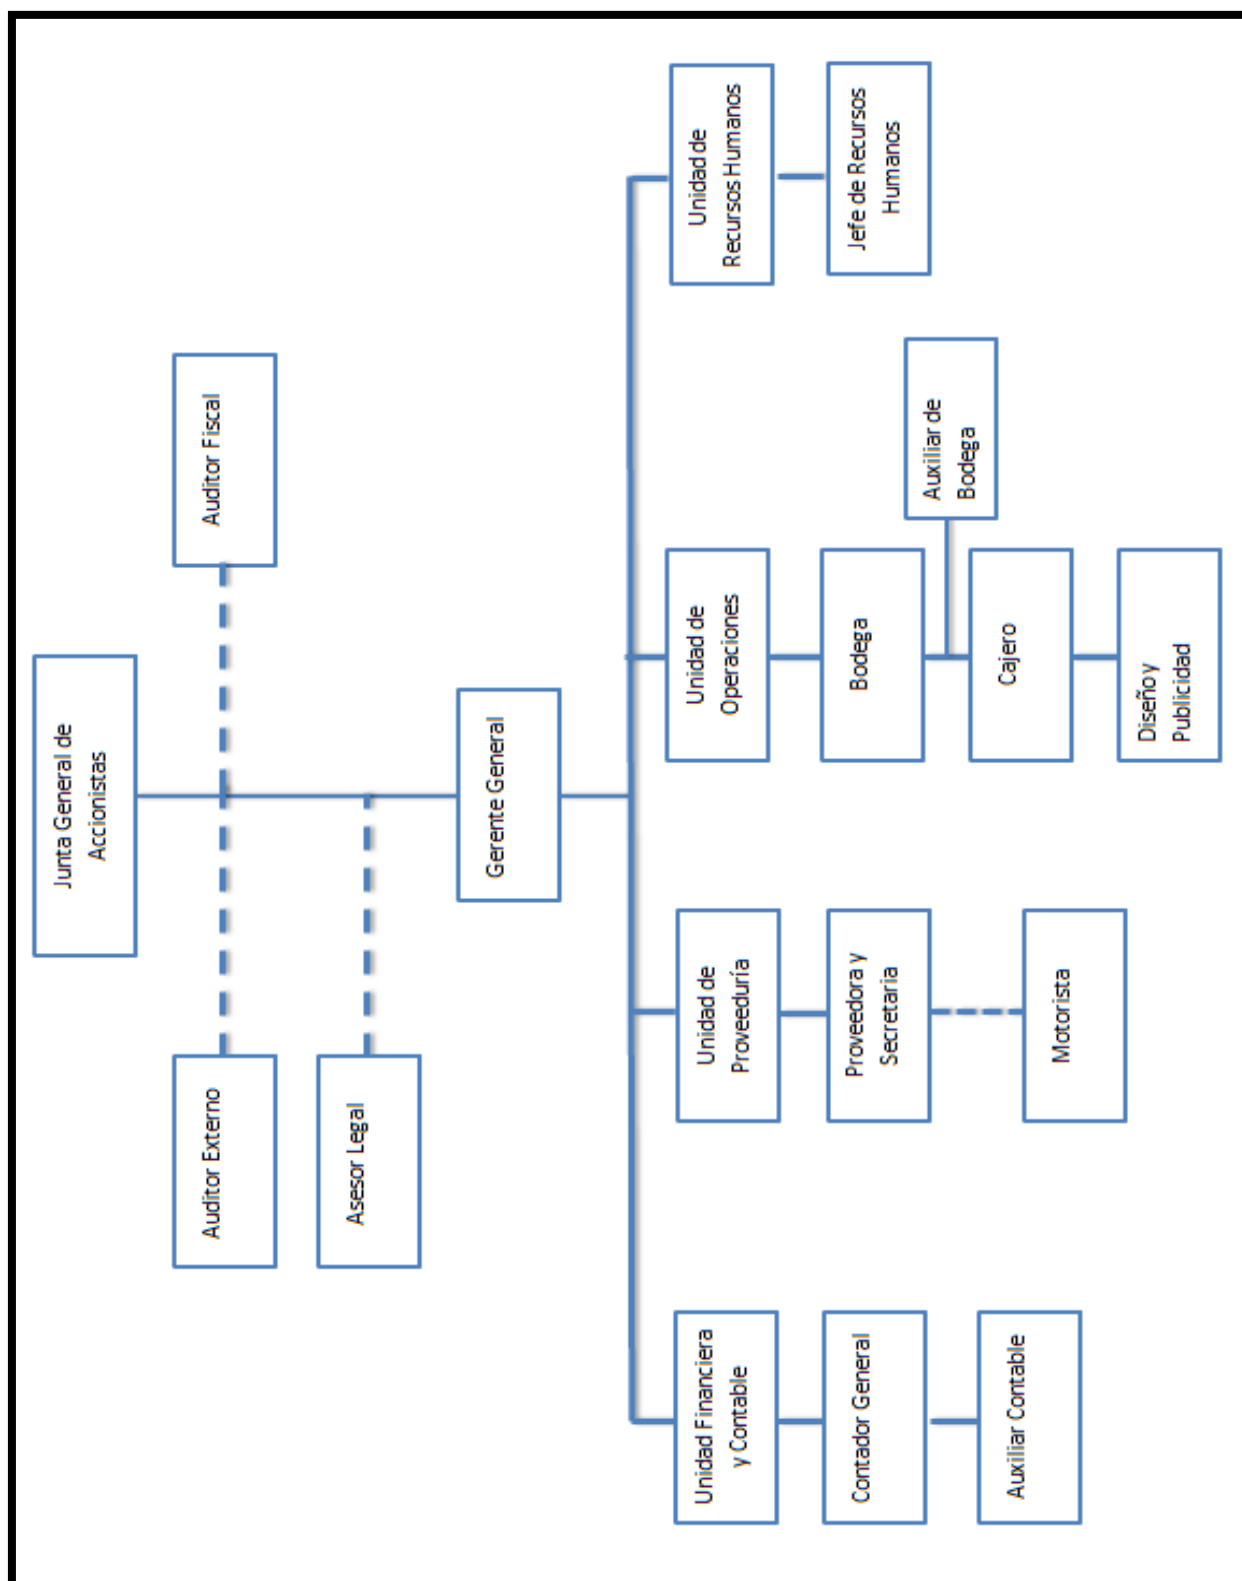 Junta General de
Accionistas
Auditor Externo
Auditor Fiscal
Asesor Legal
Gerente General
Unidad Financiera
y Contable
Unidad de
Proveeduría
Unidad de
Operaciones
Unidad de
Recursos Humanos
Contador General
Proveedora y
Secretaria
Bodega
Jefe de Recursos
Humanos
Auxiliar de
Bodega
Auxiliar Contable
Motorista
Cajero
Diseño y
Publicidad